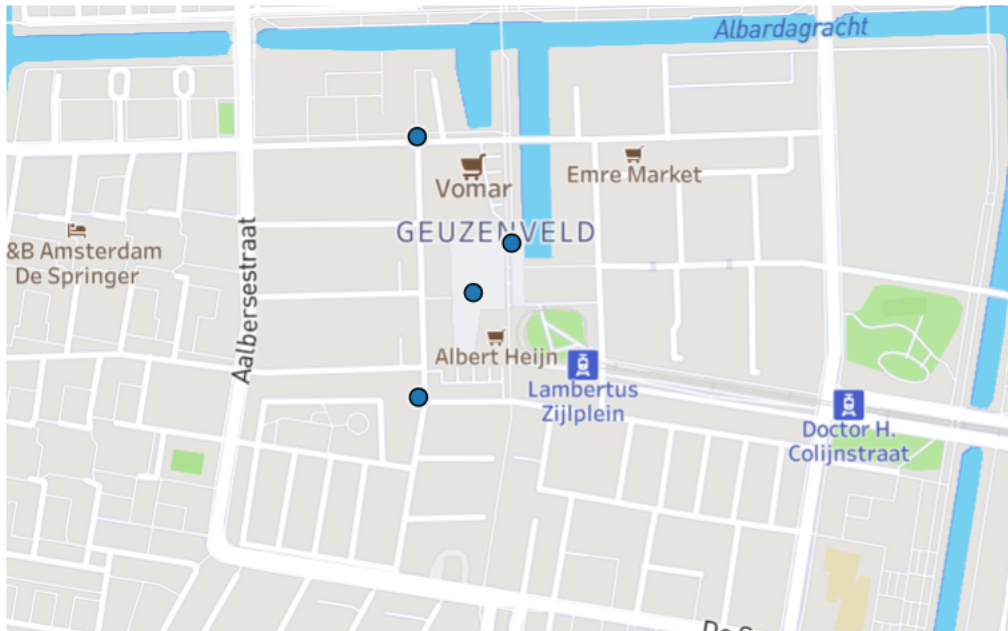 Albardagracht
Vomar
Emre Market
GEUZENVELD
&B Amsterdam
De Springer
Aalbersestraat
Albert Heijn
Lambertus
Zijlplein
Doctor H.
Colijnstraat